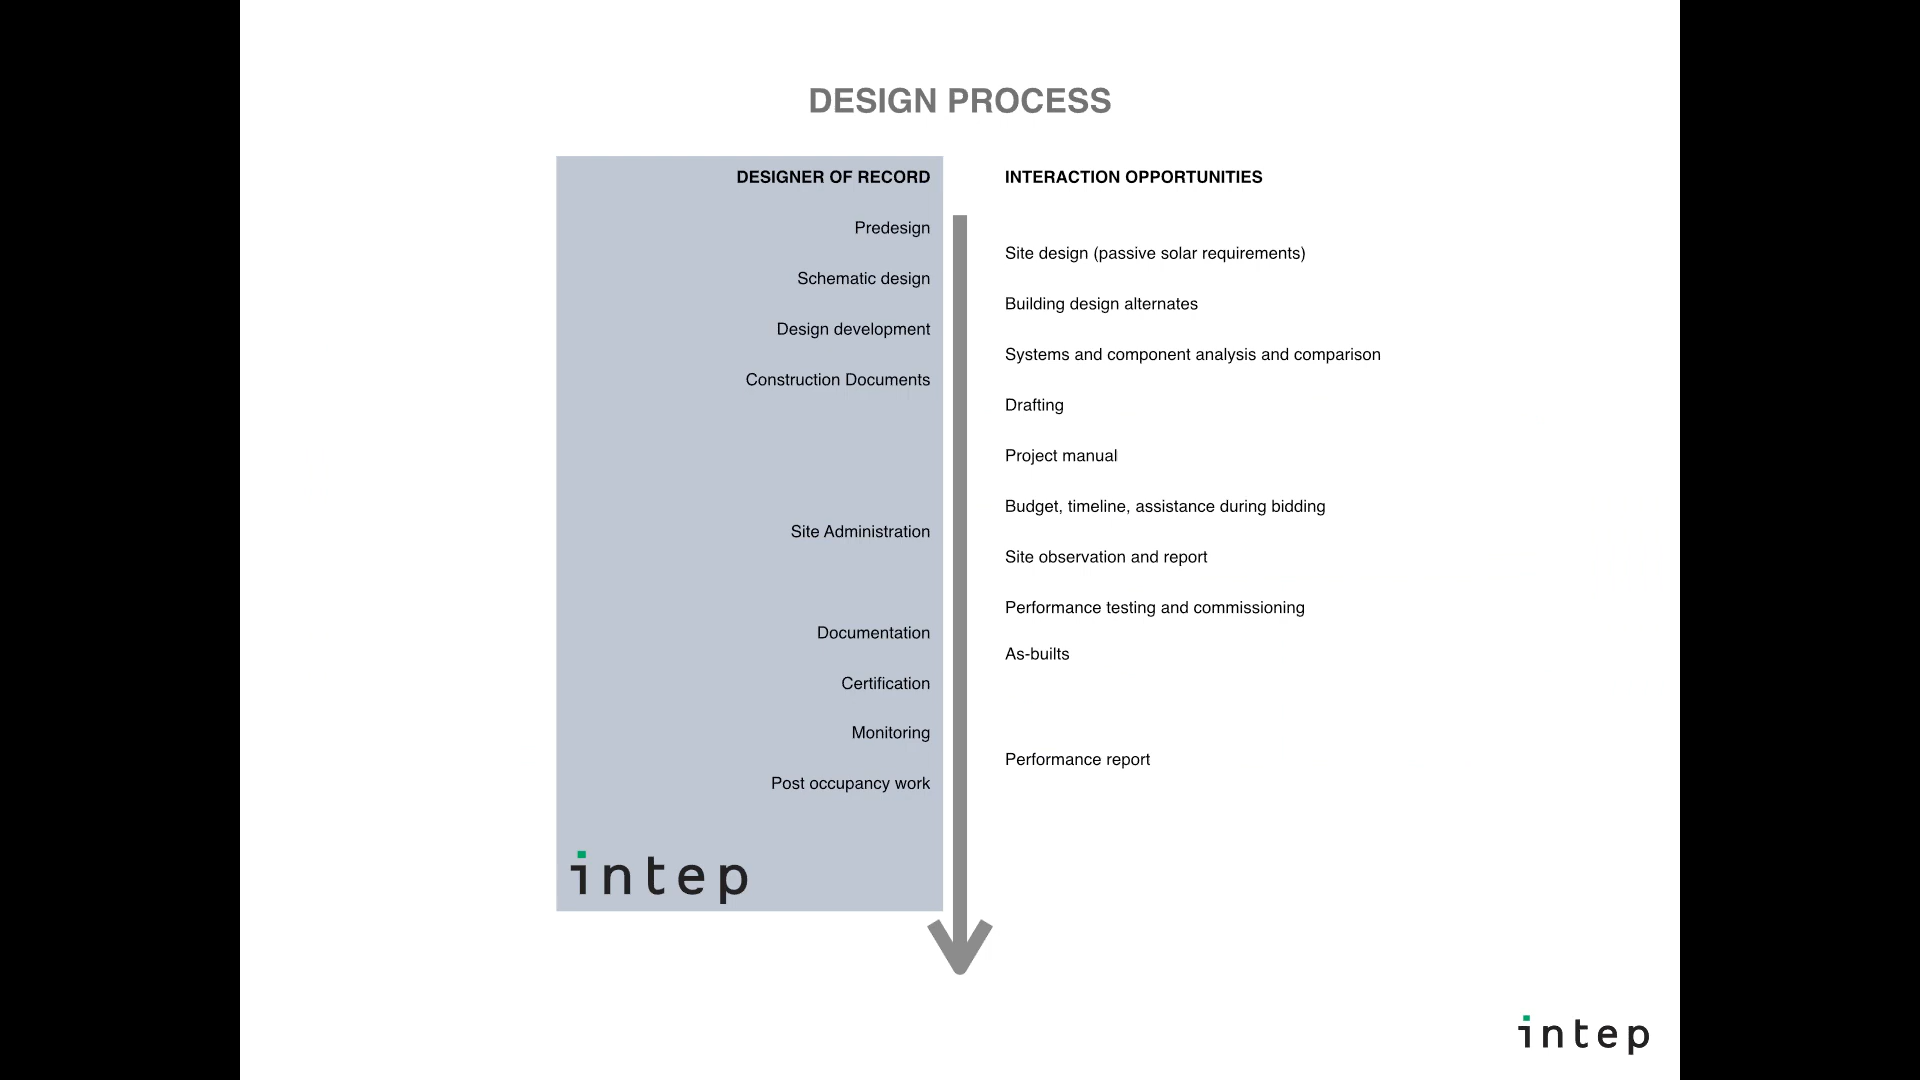 DESIGN PROCESS
DESIGNER OF RECORD
Predesign
Schematic design
Design development
Construction Documents
Site Administration
Documentation
Certification
Monitoring
Post occupancy work
intep
INTERACTION OPPORTUNITIES
Site design (passive solar requirements)
Building design alternates
Systems and component analysis and comparison
Drafting
Project manual
Budget, timeline, assistance during bidding
Site observation and report
Performance testing and commissioning
As-builts
Performance report
intep